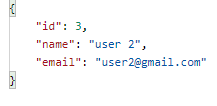 {
    "id": 3,
    "name": "user 2",
    "email": "user2@gmail.com"
}